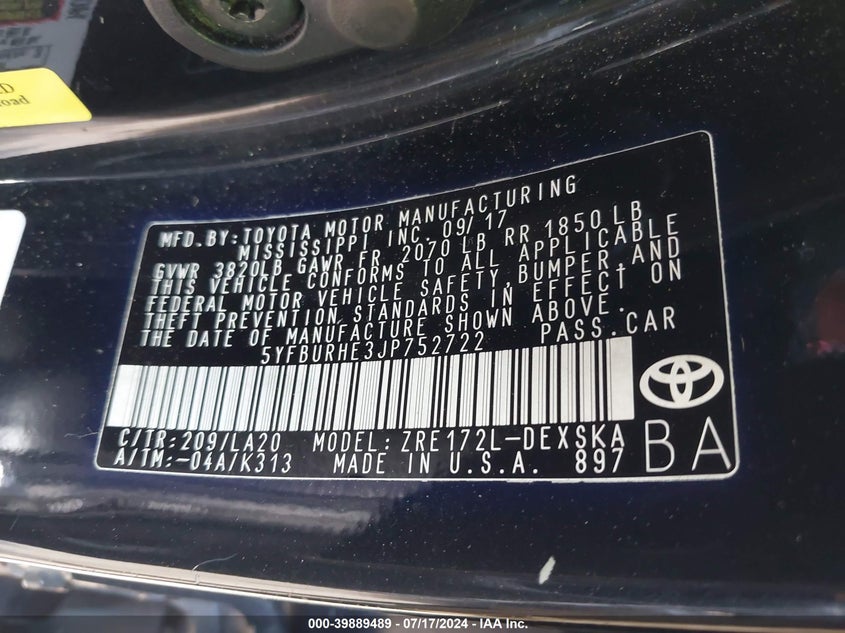 D
road
MFD.BY:TOYOTA MOTOR MANUFACTURING
MISSISSIPPI INC 09/17
GVWR 3820LB GAWR FR 2070 LB RR 1850 LB
THIS VEHICLE CONFORMS TO ALL APPLICABLE
FEDERAL MOTOR VEHICLE SAFETY,BUMPER,AND
THEFT PREVENTION STANDARDS IN EFFECT ON
THE DATE OF MANUFACTURE SHOWN ABOVE.
5YFBURHE3JP752722 PASS.CAR
C/TR:209/LA20 MODEL:ZRE172L-DEXSKA
A/TM:-04A/K313 MADE IN U.S.A. 897
BA
000-39889489 - 07/17/2024 - IAA Inc.